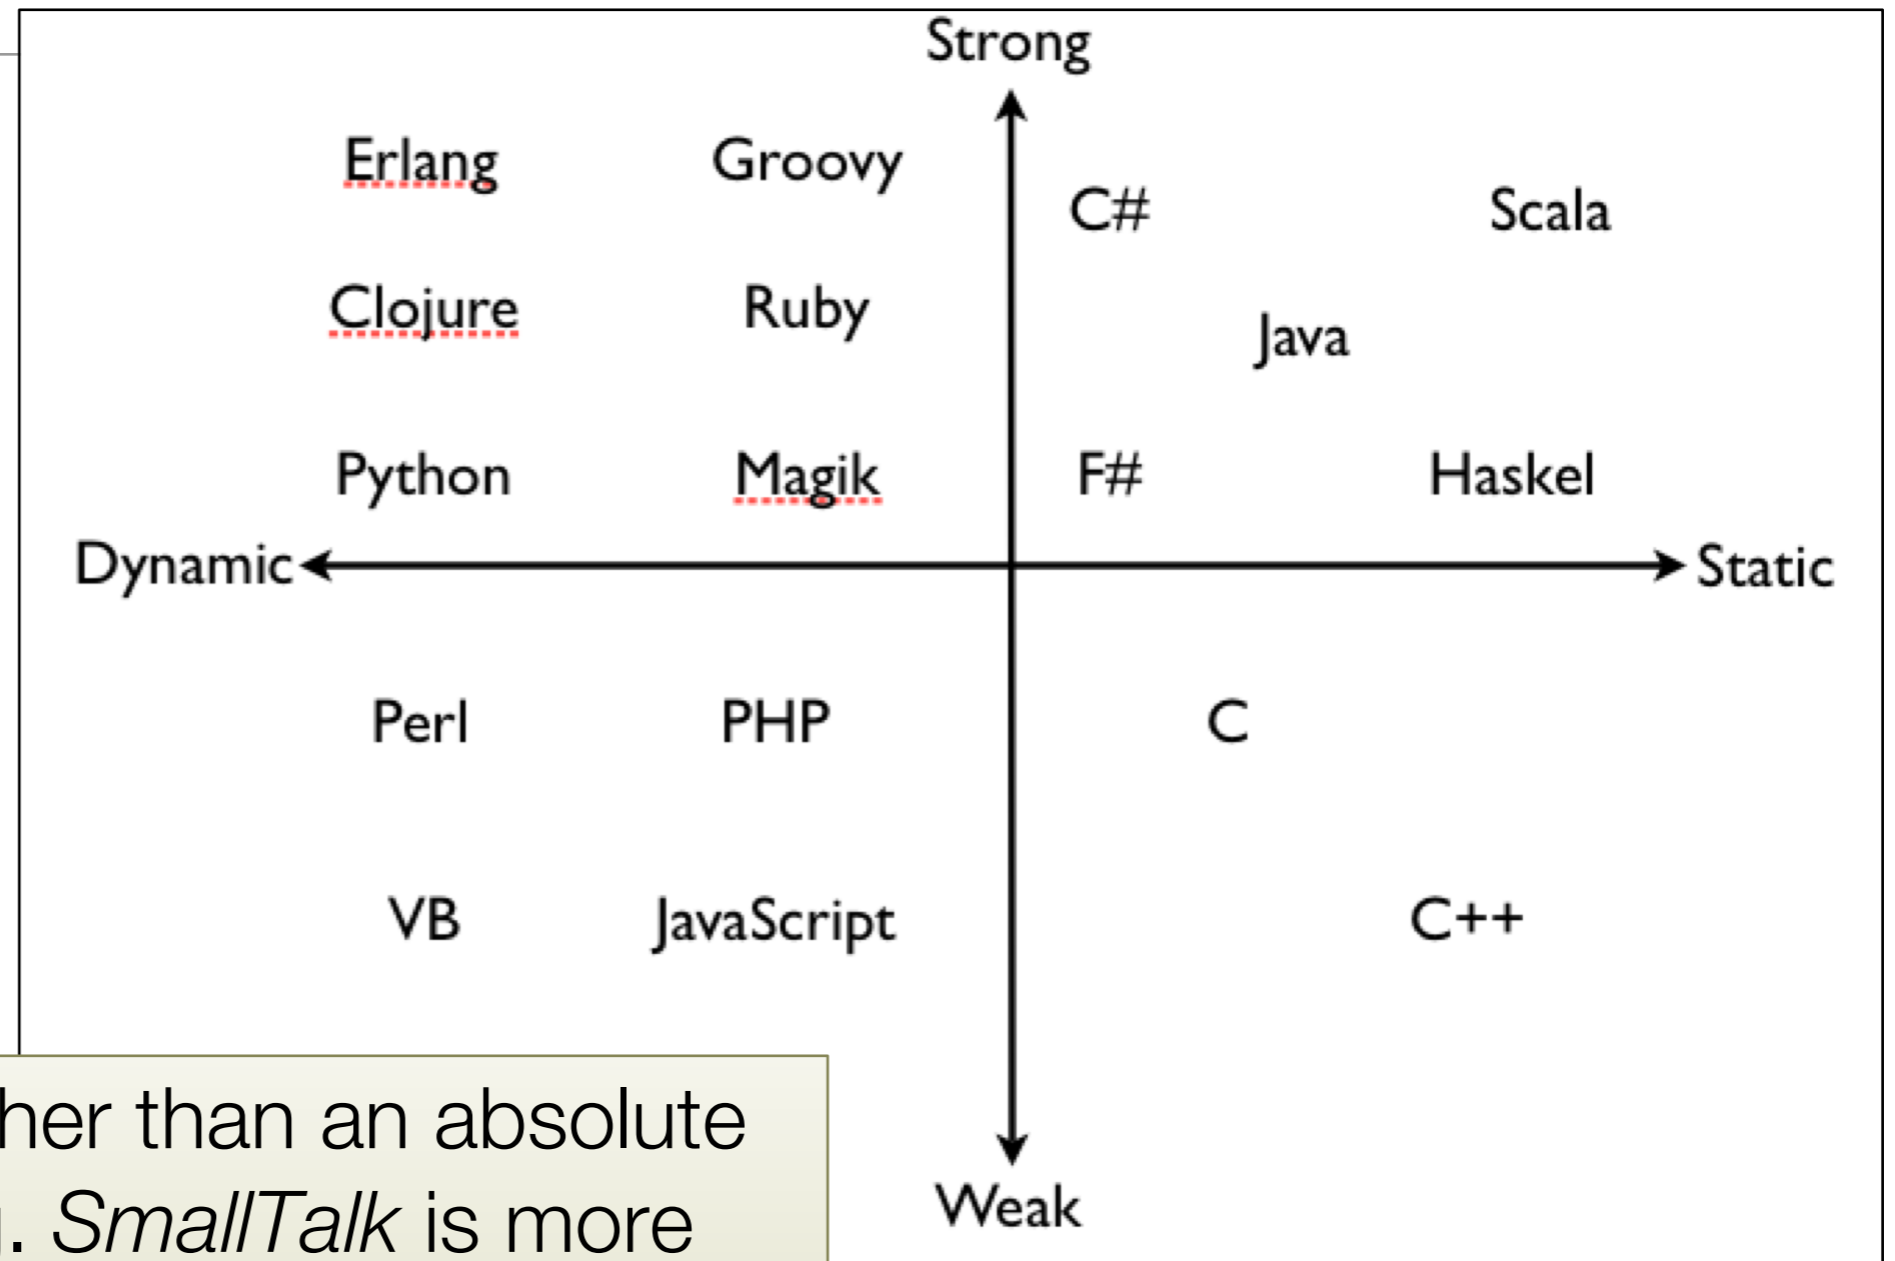 Strong
Erlang Groovy
C# Scala
Clojure Ruby
Java
Python Magik F# Haskel
Dynamic Static
Perl PHP C
VB JavaScript C++
than an absolute
SmallTalk is more
Weak